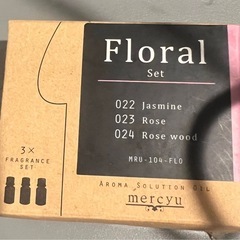 Floral
Set
022 Jasmine
023 Rose
024 Rose wood
MRU-104-FLO
3×
FRAGRANCE
SET
AROMA SOLUTION OIL
mercyu